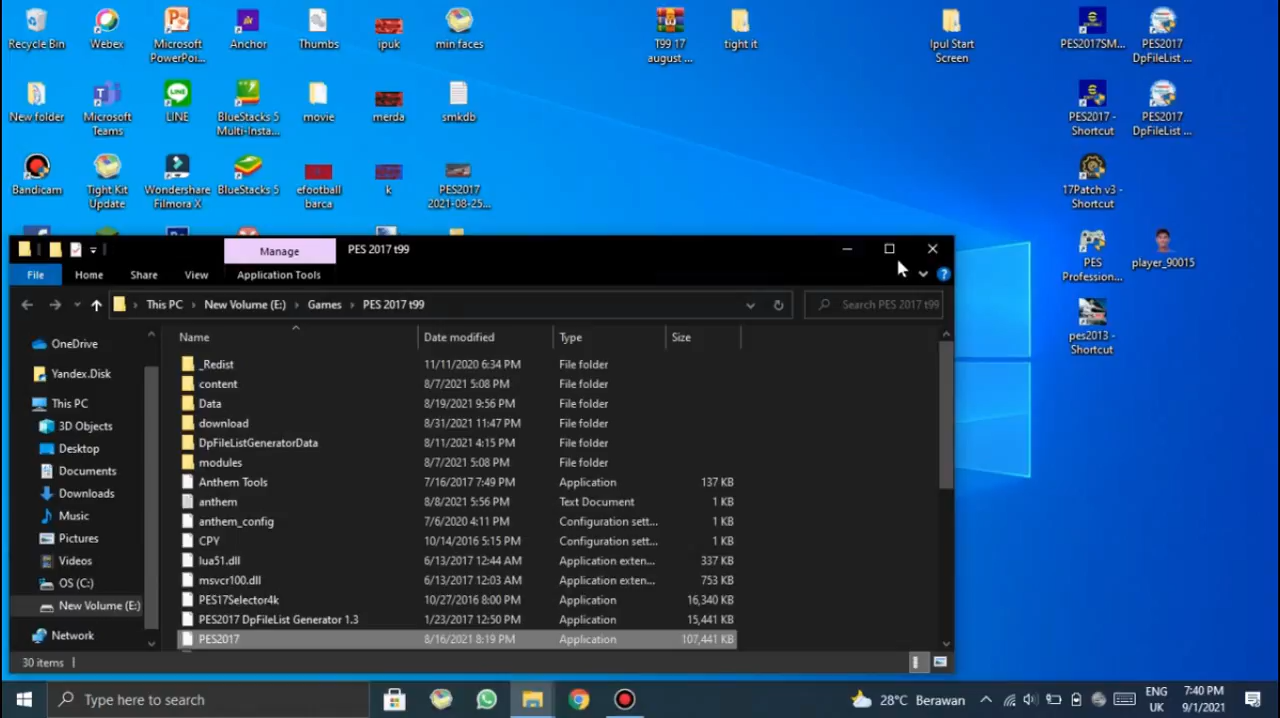 Recycle Bin
Webex
Microsoft
PowerPoi...
Anchor
Thumbs
ipuk
min faces
T99 17
august ...
tight it
Ipul Start
Screen
PES2017SM...
PES2017
DpFileList ...
New folder
Microsoft
Teams
LINE
BlueStacks 5
Multi-Insta...
movie
merda
smkdb
PES2017 -
Shortcut
PES2017
DpFileList ...
Bandicam
Tight Kit
Update
Wondershare
Filmora X
BlueStacks 5
efootball
barca
k
PES2017
2021-08-25...
17Patch v3 -
Shortcut
PES
Profession...
player_90015
pes2013 -
Shortcut
Manage
PES 2017 t99
File
Home
Share
View
Application Tools
This PC
New Volume (E:)
Games
PES 2017 t99
Search PES 2017 t99
OneDrive
Yandex.Disk
This PC
3D Objects
Desktop
Documents
Downloads
Music
Pictures
Videos
OS (C:)
New Volume (E:)
Network
Name Date modified Type Size
_Redist 11/11/2020 6:34 PM File folder
content 8/7/2021 5:08 PM File folder
Data 8/19/2021 9:56 PM File folder
download 8/31/2021 11:47 PM File folder
DpFileListGeneratorData 8/11/2021 4:15 PM File folder
modules 8/7/2021 5:08 PM File folder
Anthem Tools 7/16/2017 7:49 PM Application 137 KB
anthem 8/8/2021 5:56 PM Text Document 1 KB
anthem_config 7/6/2020 4:11 PM Configuration sett... 1 KB
CPY 10/14/2016 5:15 PM Configuration sett... 1 KB
lua51.dll 6/13/2017 12:44 AM Application exten... 337 KB
msvcr100.dll 6/13/2017 12:03 AM Application exten... 753 KB
PES17Selector4k 10/27/2016 8:00 PM Application 16,340 KB
PES2017 DpFileList Generator 1.3 1/23/2017 12:50 PM Application 15,441 KB
PES2017 8/16/2021 8:19 PM Application 107,441 KB
30 items
Type here to search
28°C Berawan
ENG
UK
7:40 PM
9/1/2021